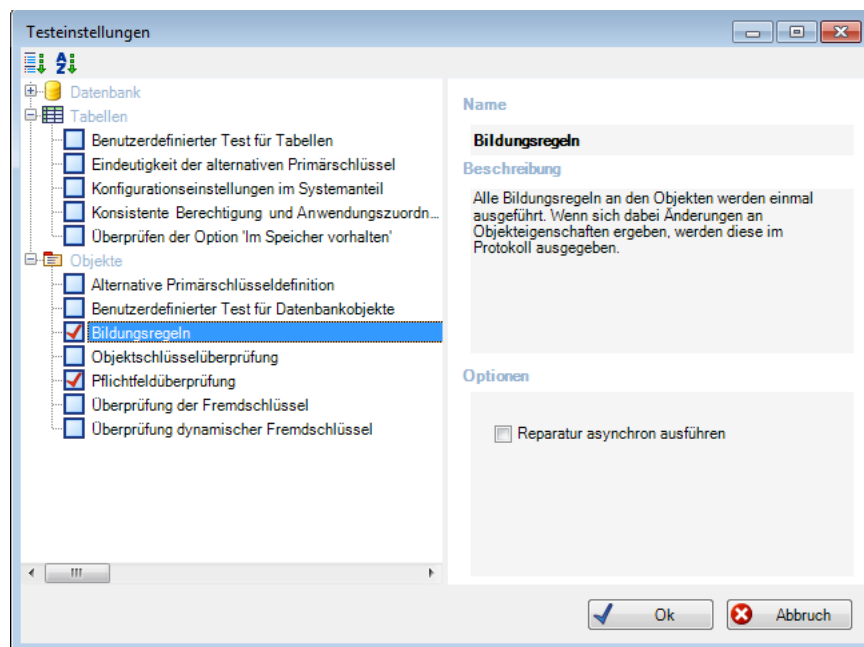 Testeinstellungen
Datenbank
Tabellen
Benutzerdefinierter Test für Tabellen
Eindeutigkeit der alternativen Primärschlüssel
Konfigurationseinstellungen im Systemanteil
Konsistente Berechtigung und Anwendungszuordn...
Überprüfen der Option 'Im Speicher vorhalten'
Objekte
Alternative Primärschlüsseldefinition
Benutzerdefinierter Test für Datenbankobjekte
Bildungsregeln
Objektschlüsselüberprüfung
Pflichtfeldüberprüfung
Überprüfung der Fremdschlüssel
Überprüfung dynamischer Fremdschlüssel
Name
Bildungsregeln
Beschreibung
Alle Bildungsregeln an den Objekten werden einmal
ausgeführt. Wenn sich dabei Änderungen an
Objekteigenschaften ergeben, werden diese im
Protokoll ausgegeben.
Optionen
Reparatur asynchron ausführen
Ok
Abbruch